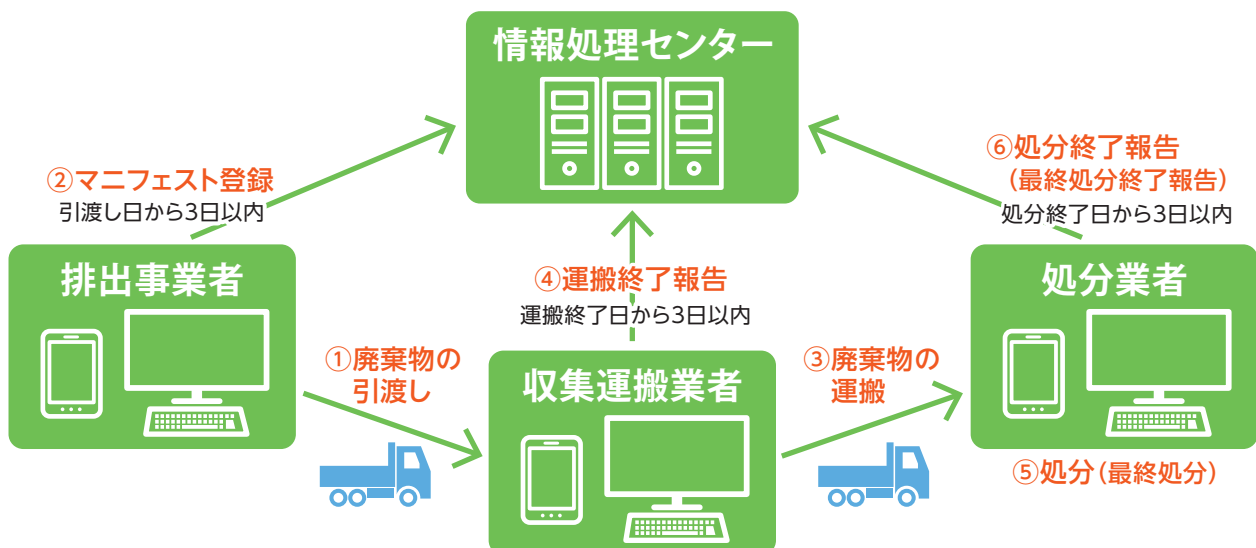 情報処理センター
②マニフェスト登録
引渡し日から3日以内
⑥処分終了報告
（最終処分終了報告）
処分終了日から3日以内
排出事業者
④運搬終了報告
運搬終了日から3日以内
処分業者
①廃棄物の
引渡し
収集運搬業者
③廃棄物の
運搬
⑤処分（最終処分）